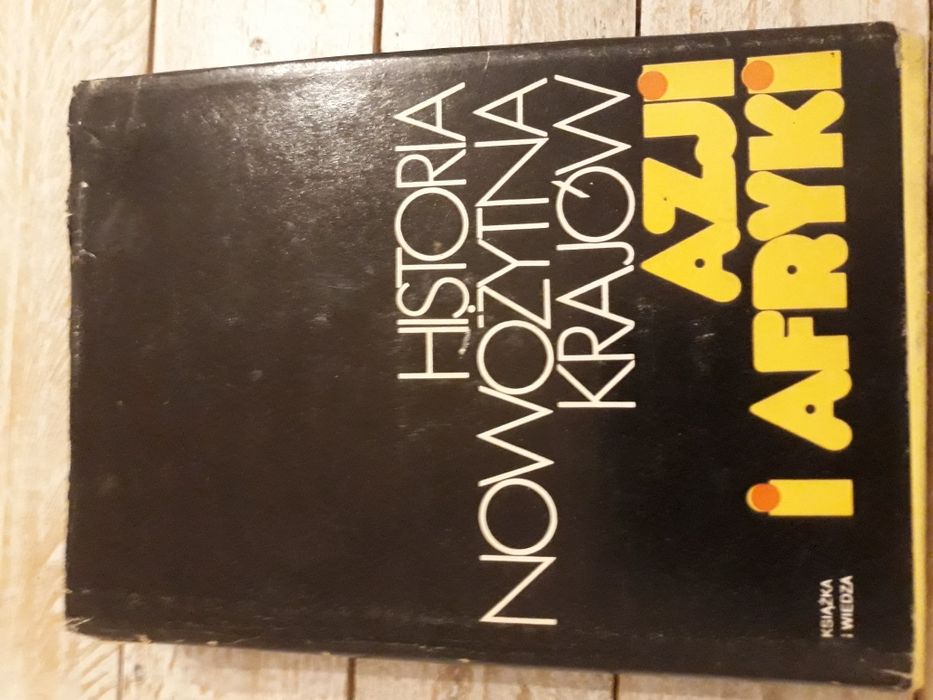 HISTORIA
NOWOŻYTNA
KRAJÓW
AZJI
i AFRYKi
KSIĄŻKA
i WIEDZA